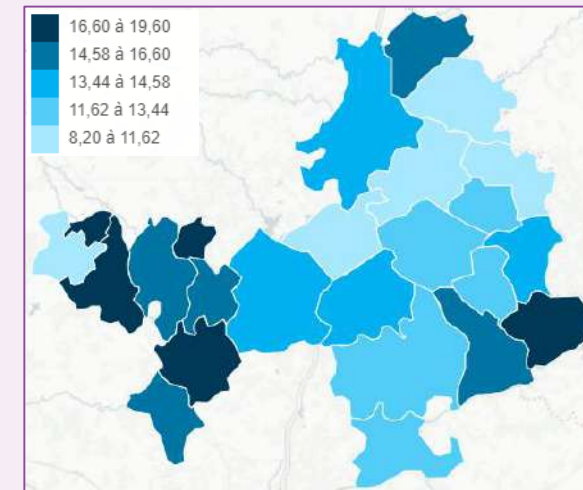 16,60 à 19,60
14,58 à 16,60
13,44 à 14,58
11,62 à 13,44
8,20 à 11,62